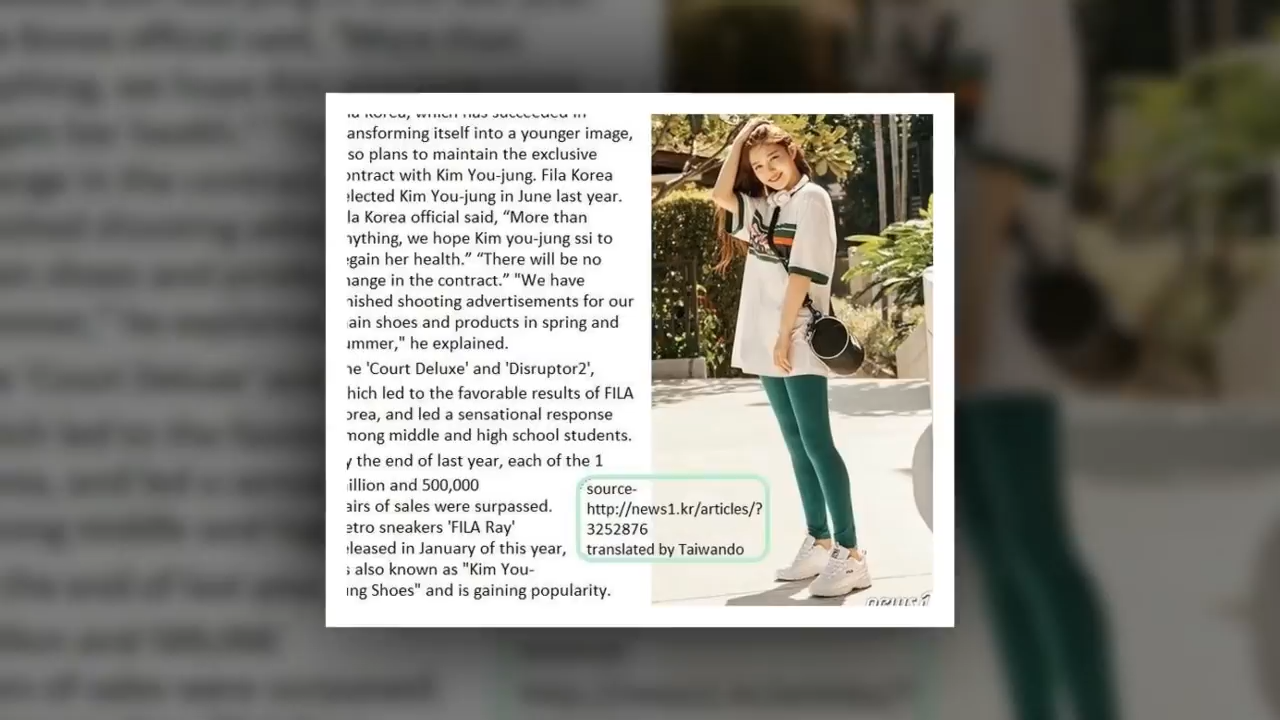 ansforming itself into a younger image,
so plans to maintain the exclusive
ontract with Kim You-jung. Fila Korea
elected Kim You-jung in June last year.
la Korea official said, “More than
nything, we hope Kim you-jung ssi to
egain her health.” “There will be no
hange in the contract.” "We have
nished shooting advertisements for our
ain shoes and products in spring and
ummer," he explained.
he 'Court Deluxe' and 'Disruptor2',
hich led to the favorable results of FILA
orea, and led a sensational response
mong middle and high school students.
y the end of last year, each of the 1
illion and 500,000
airs of sales were surpassed.
etro sneakers 'FILA Ray'
eleased in January of this year,
s also known as "Kim You-
ing Shoes" and is gaining popularity.
source-
http://news1.kr/articles/?
3252876
translated by Taiwando
news1